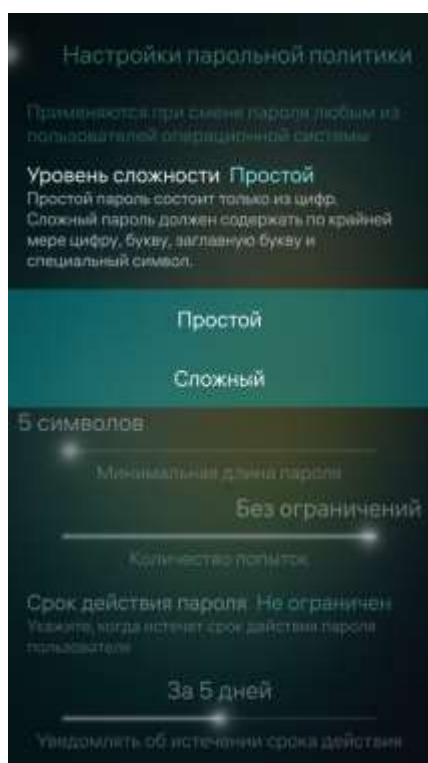 Настройки парольной политики
Применяются при смене пароля любым из
пользователей операционной системы
Уровень сложности Простой
Простой пароль состоит только из цифр.
Сложный пароль должен содержать по крайней
мере цифру, букву, заглавную букву и
специальный символ.
Простой
Сложный
5 символов
Минимальная длина пароля
Без ограничений
Количество попыток
Срок действия пароля Не ограничен
Укажите, когда истечет срок действия пароля
пользователя
За 5 дней
Уведомлять об истечении срока действия